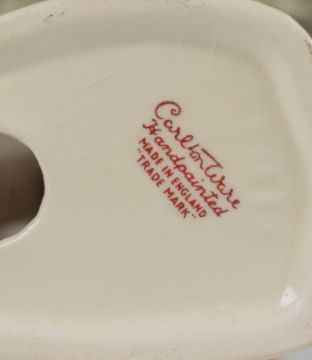 Carlton Ware
Handpainted
MADE IN ENGLAND
"TRADE MARK"